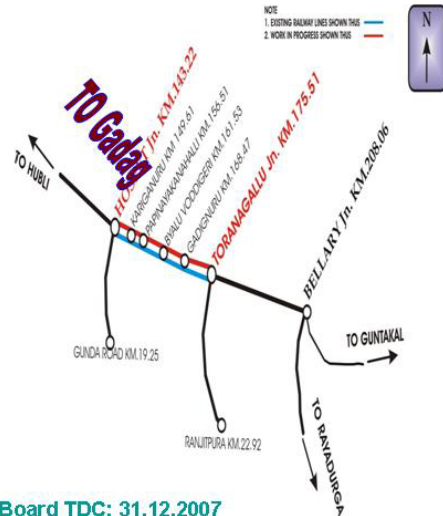 NOTE
1. EXISTING RAILWAY LINES SHOWN THUS
2. WORK IN PROGRESS SHOWN THUS
N
TO Gadag
TO HUBLI
Jn. KM.143.22
KARIGANURU KM 149.61
PAPINAYAKANAHALLI KM 156.51
BYALU VODDIGERI KM 161.53
GADIGNURU KM.168.47
TORANAGALLU Jn. KM.175.51
BELLARY Jn. KM.208.06
TO GUNTAKAL
TO RAYADURGA
GUNDA ROAD KM.19.25
RANJITPURA KM.22.92
Board TDC: 31.12.2007